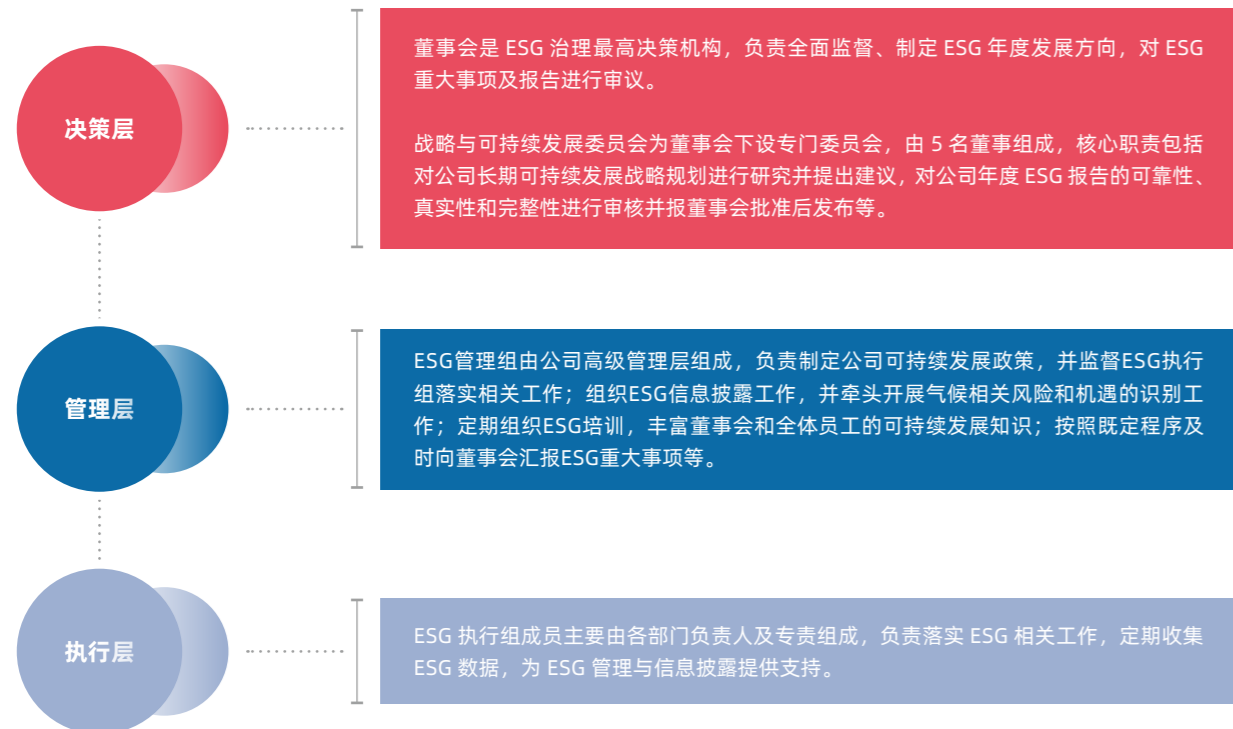 决策层
董事会是 ESG 治理最高决策机构，负责全面监督、制定 ESG 年度发展方向，对 ESG
重大事项及报告进行审议。
战略与可持续发展委员会为董事会下设专门委员会，由 5 名董事组成，核心职责包括
对公司长期可持续发展战略规划进行研究并提出建议，对公司年度 ESG 报告的可靠性、
真实性和完整性进行审核并报董事会批准后发布等。
管理层
ESG管理组由公司高级管理层组成，负责制定公司可持续发展政策，并监督ESG执行
组落实相关工作；组织ESG信息披露工作，并牵头开展气候相关风险和机遇的识别工
作；定期组织ESG培训，丰富董事会和全体员工的可持续发展知识；按照既定程序及
时向董事会汇报ESG重大事项等。
执行层
ESG 执行组成员主要由各部门负责人及专责组成，负责落实 ESG 相关工作，定期收集
ESG 数据，为 ESG 管理与信息披露提供支持。